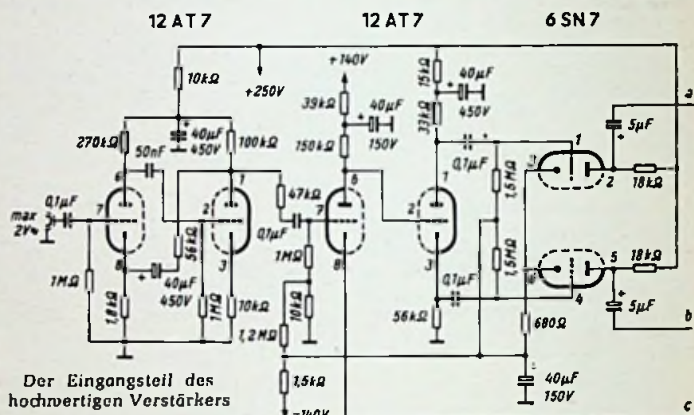 12 AT 7 12 AT 7 6 SN 7
10kΩ
+250V
+140V
39kΩ
40µF
150V
15kΩ
40µF
450V
33kΩ
270kΩ
50nF
40µF
450V
100kΩ
150kΩ
0,1µF
1
2
5µF
a
6
1
6
1
1,5MΩ
18kΩ
0,1µF
max
2V≈
7
2
47kΩ
7
2
8
56kΩ
3
0,1µF
8
3
1MΩ
1,5MΩ
5
18kΩ
1MΩ
40µF
450V
0,1µF
4
5µF
1,8kΩ
1MΩ
10kΩ
10kΩ
56kΩ
680Ω
b
1,2MΩ
Der Eingangsteil des
hochwertigen Verstärkers
1,5kΩ
-140V
40µF
150V
c